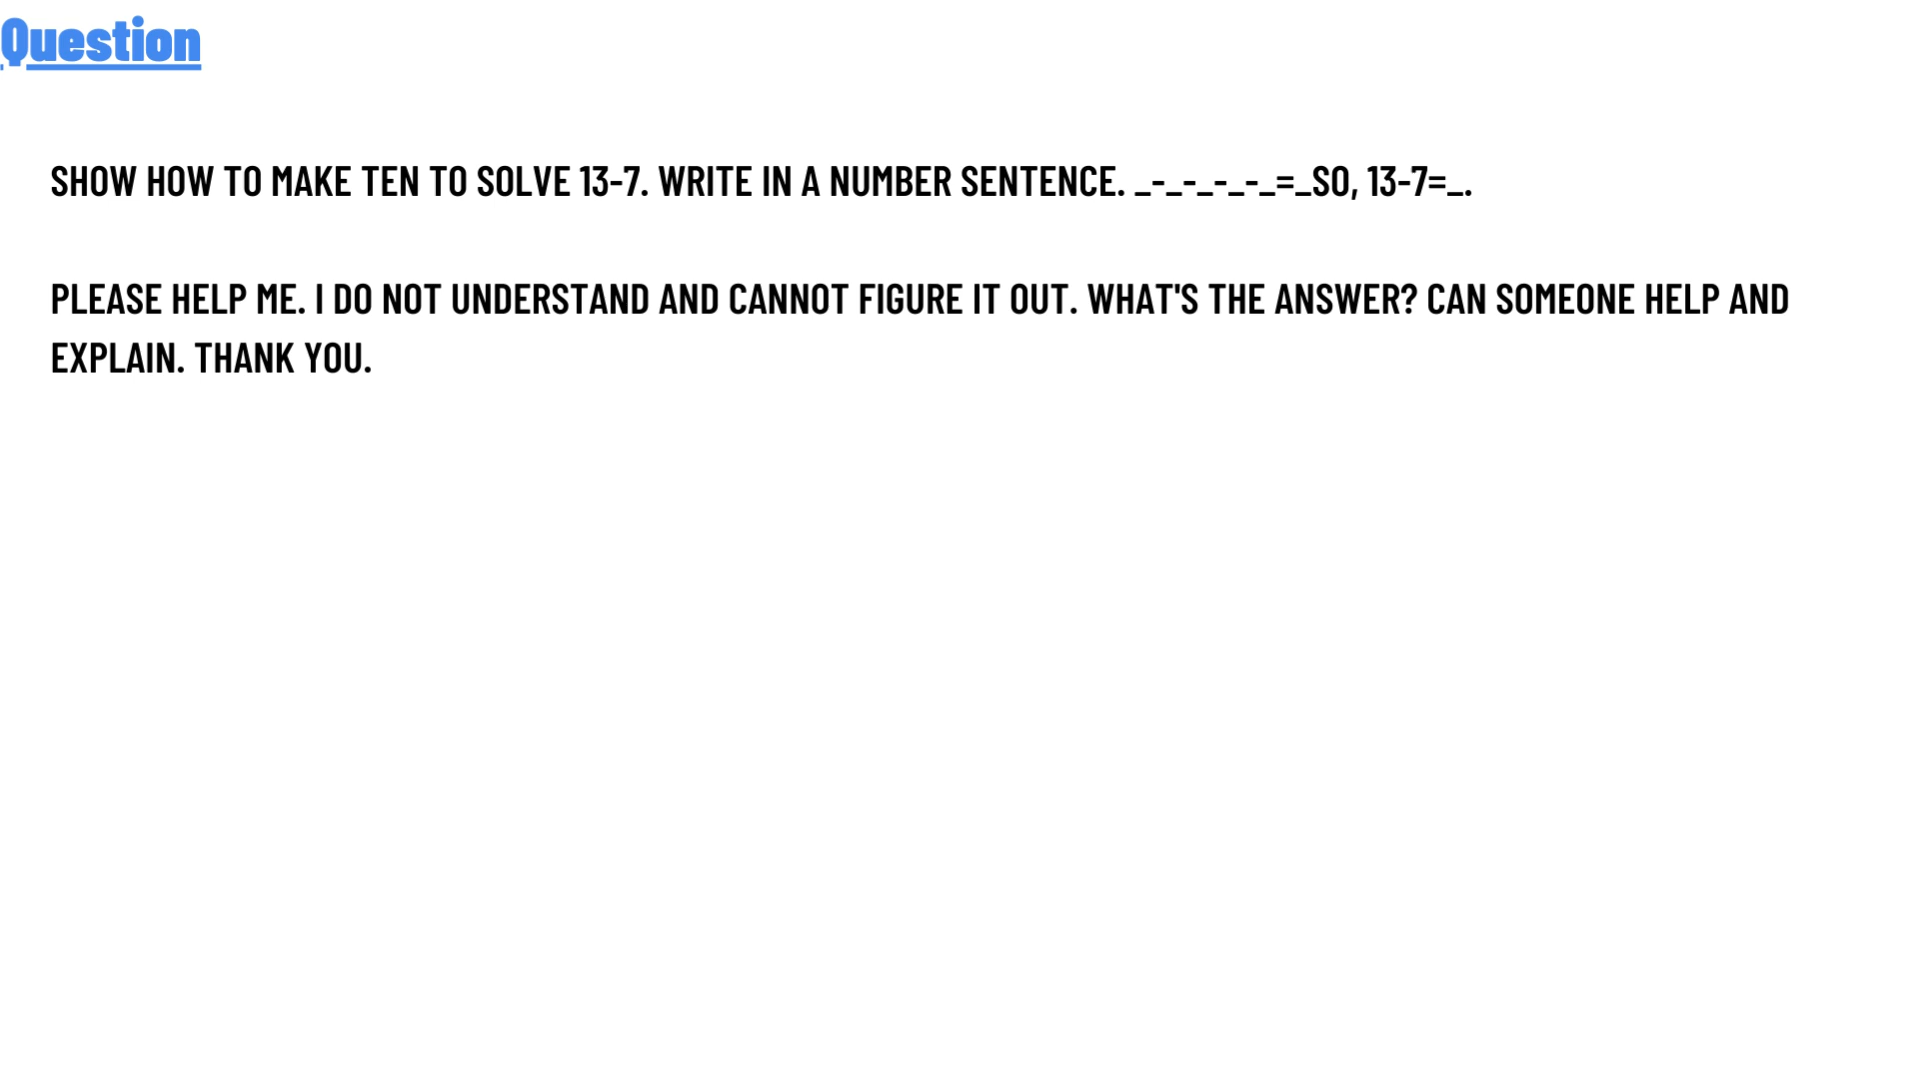 Question
SHOW HOW TO MAKE TEN TO SOLVE 13-7. WRITE IN A NUMBER SENTENCE. _-_-_-_-_=_SO, 13-7=_.
PLEASE HELP ME. I DO NOT UNDERSTAND AND CANNOT FIGURE IT OUT. WHAT'S THE ANSWER? CAN SOMEONE HELP AND
EXPLAIN. THANK YOU.